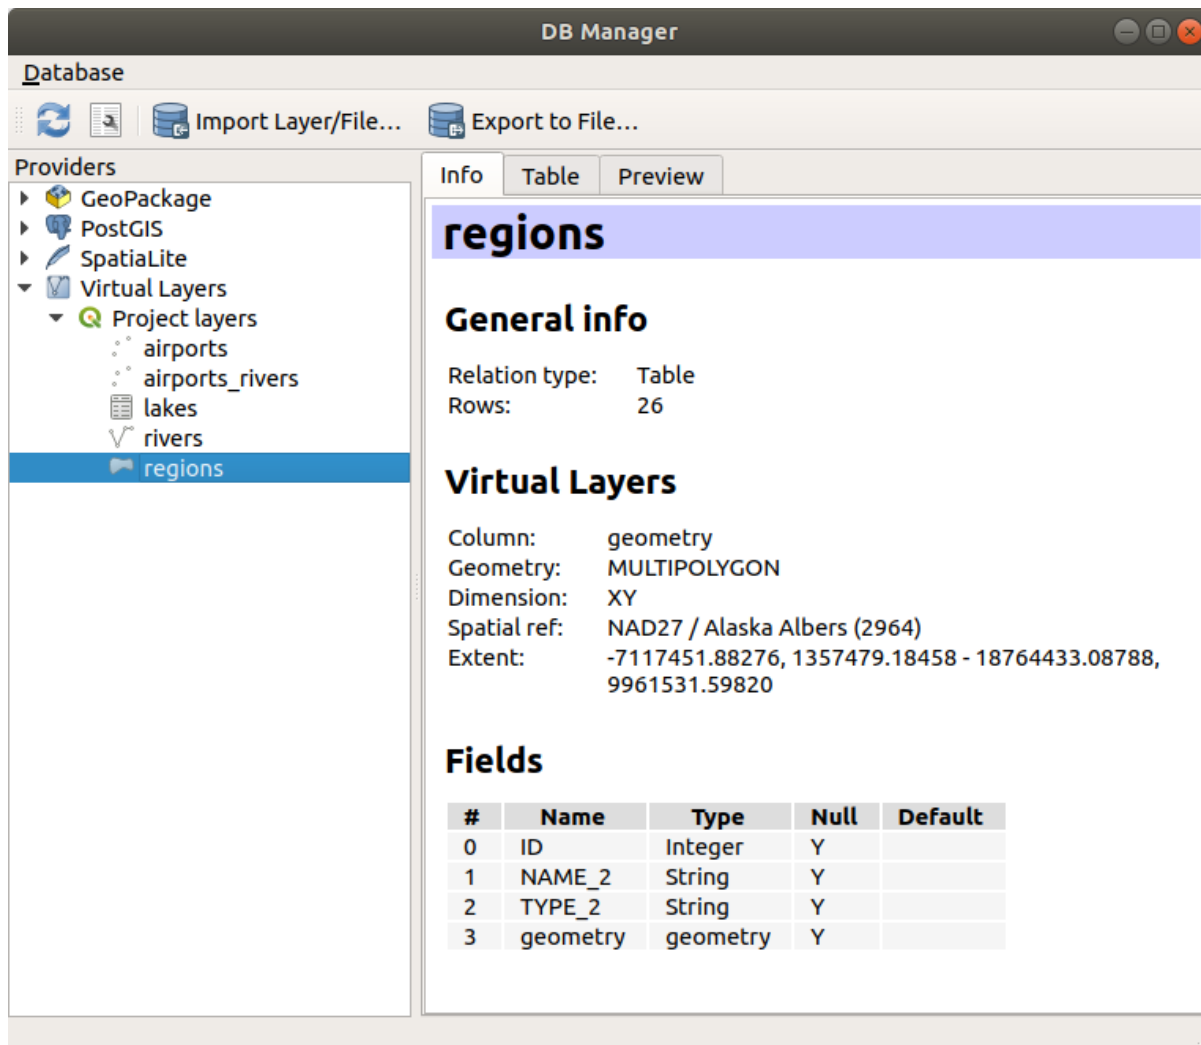 DB Manager
Database
Import Layer/File... Export to File...
Providers
GeoPackage
PostGIS
SpatiaLite
Virtual Layers
Project layers
airports
airports_rivers
lakes
rivers
regions
Info Table Preview
regions
General info
Relation type: Table
Rows: 26
Virtual Layers
Column: geometry
Geometry: MULTIPOLYGON
Dimension: XY
Spatial ref: NAD27 / Alaska Albers (2964)
Extent: -7117451.88276, 1357479.18458 - 18764433.08788,
9961531.59820
Fields
# Name Type Null Default
0 ID Integer Y
1 NAME_2 String Y
2 TYPE_2 String Y
3 geometry geometry Y